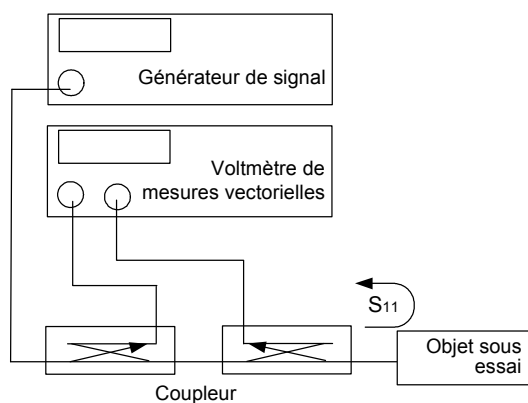 Générateur de signal
Voltmètre de
mesures vectorielles
S11
Objet sous
essai
Coupleur